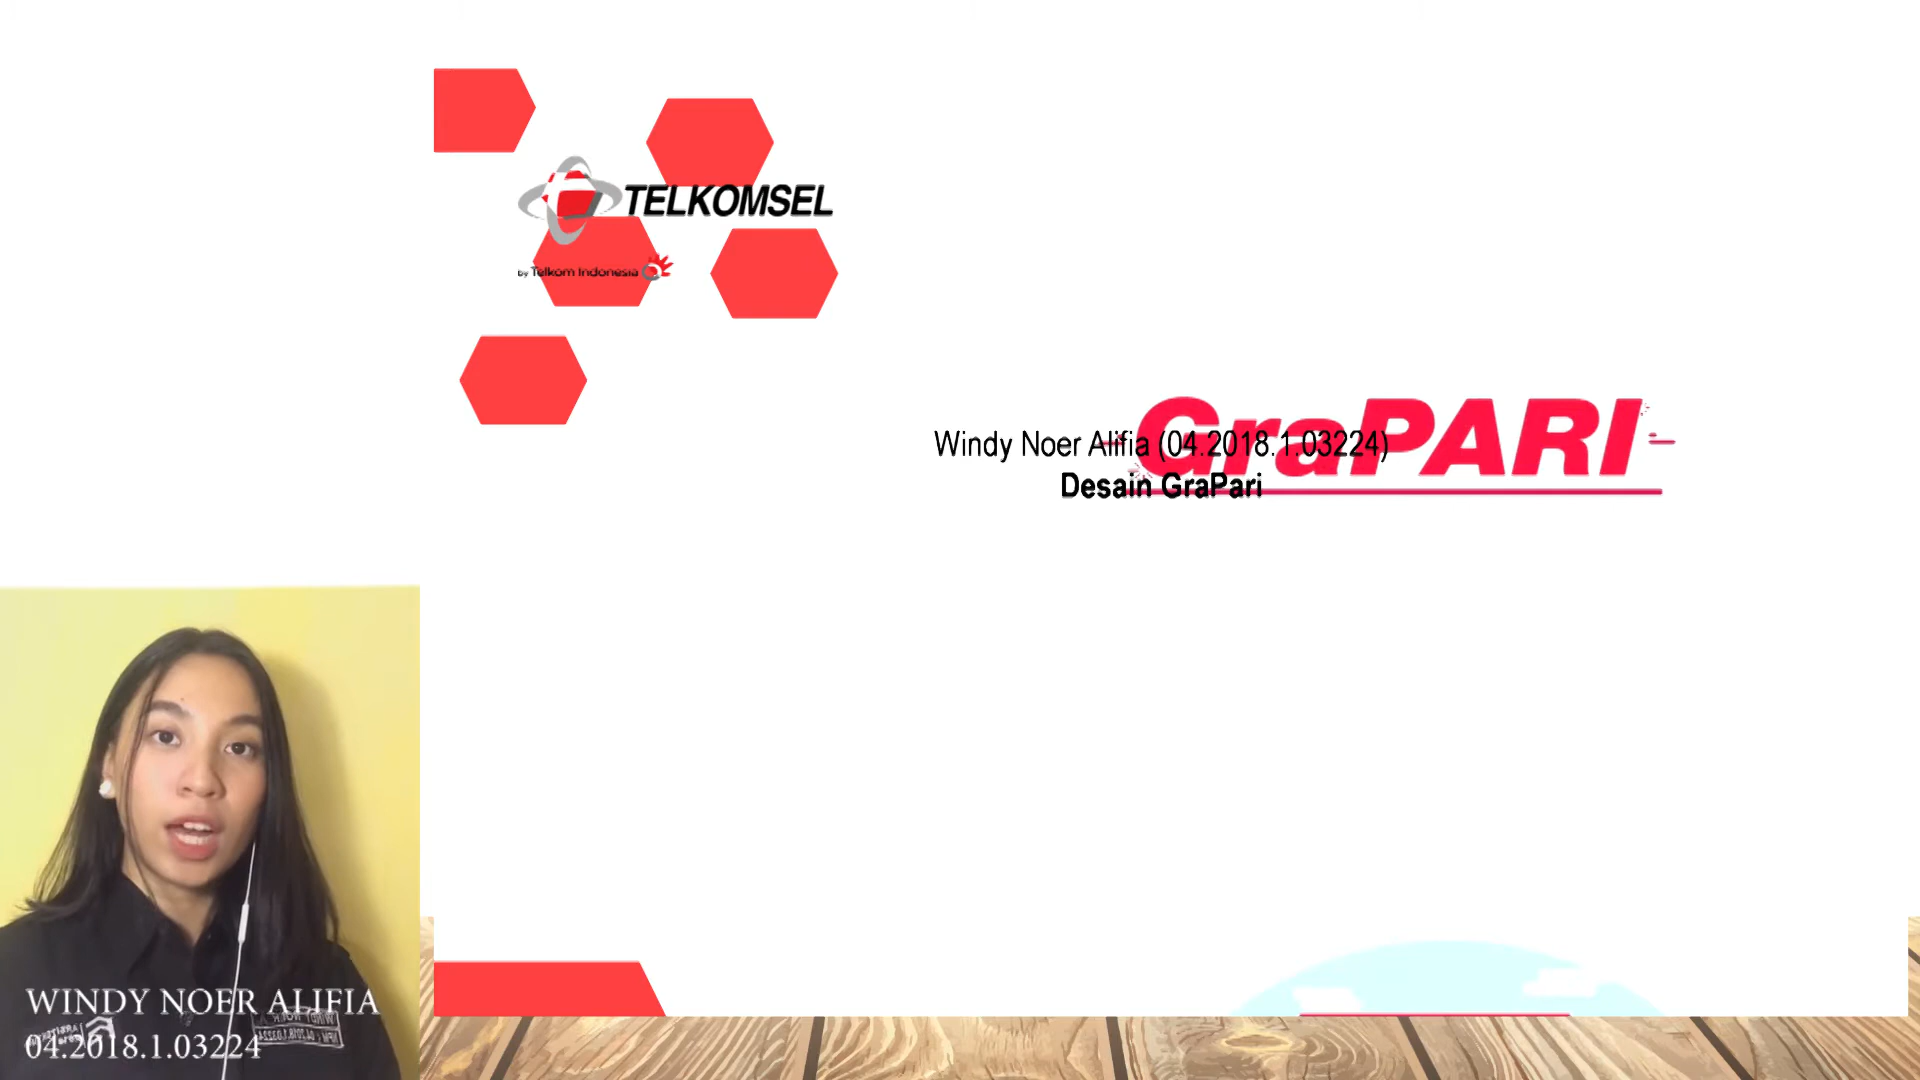 TELKOMSEL
by Telkom Indonesia
GraPARI
Windy Noer Alifia (04.2018.1.03224)
Desain GraPari
WINDY NOER ALIFIA
04.2018.1.03224